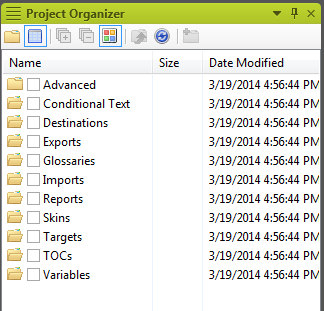 Project Organizer
Name Size Date Modified
Advanced 3/19/2014 4:56:44 PM
Conditional Text 3/19/2014 4:56:44 PM
Destinations 3/19/2014 4:56:44 PM
Exports 3/19/2014 4:56:44 PM
Glossaries 3/19/2014 4:56:44 PM
Imports 3/19/2014 4:56:44 PM
Reports 3/19/2014 4:56:44 PM
Skins 3/19/2014 4:56:44 PM
Targets 3/19/2014 4:56:44 PM
TOCs 3/19/2014 4:56:44 PM
Variables 3/19/2014 4:56:44 PM